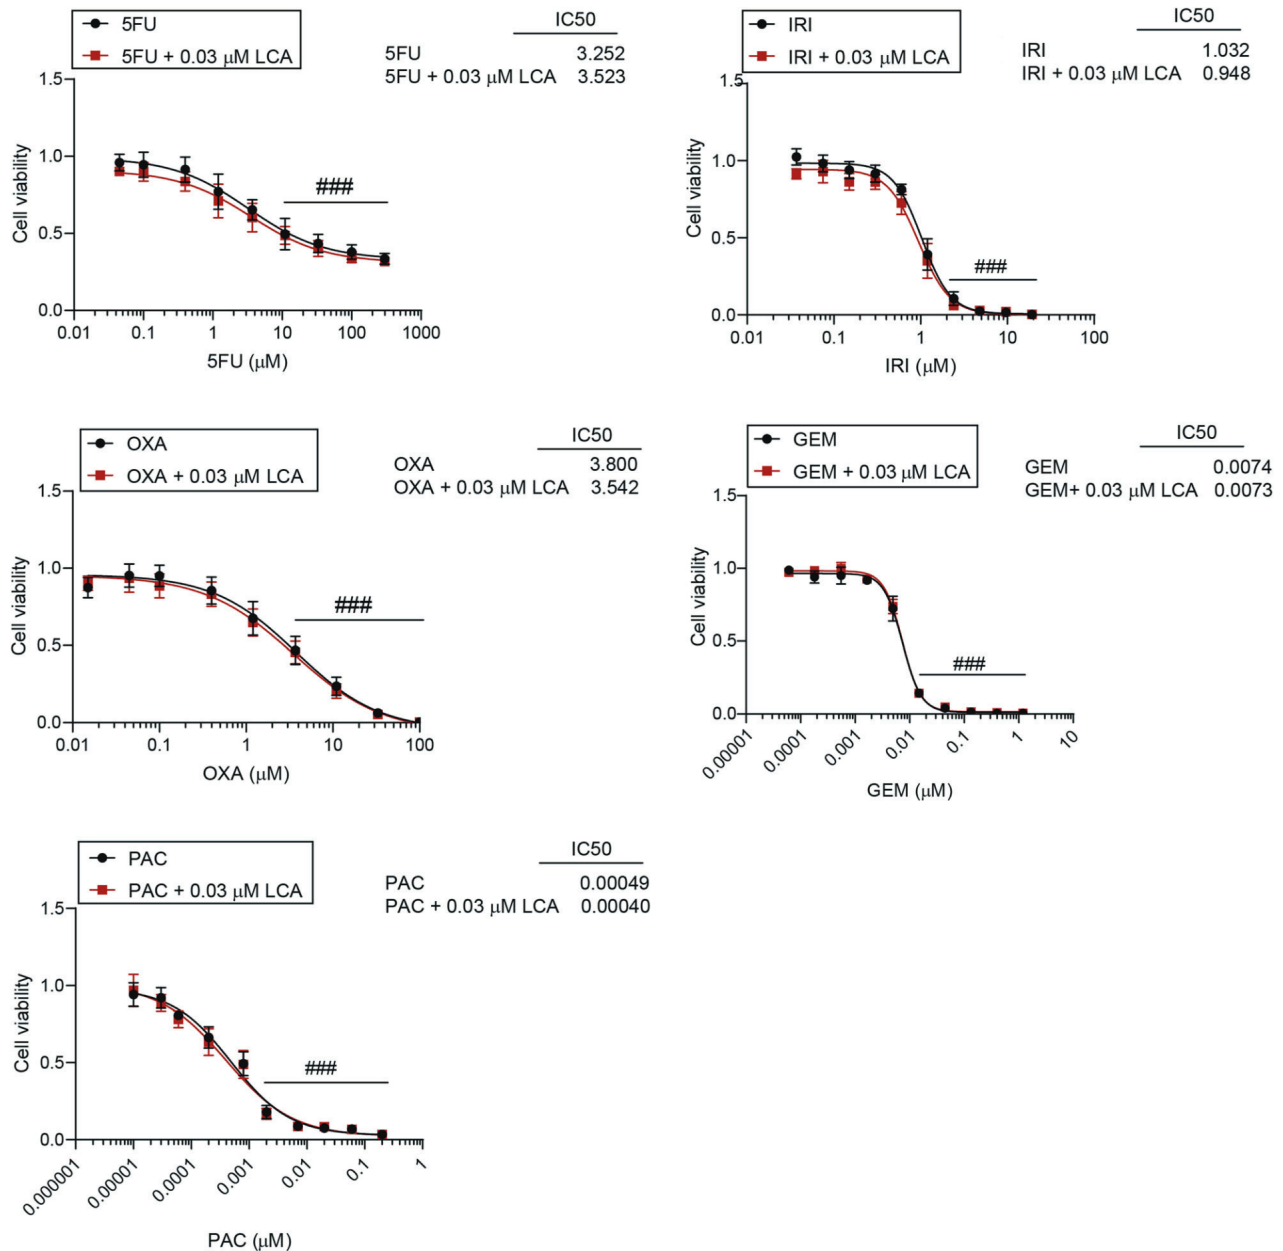 5FU
5FU + 0.03 μM LCA
IC50
5FU 3.252
5FU + 0.03 μM LCA 3.523
1.5
1.0
0.5
0.0
Cell viability
###
0.01 0.1 1 10 100 1000
5FU (μM)
IRI
IRI + 0.03 μM LCA
IC50
IRI 1.032
IRI + 0.03 μM LCA 0.948
1.5
1.0
0.5
0.0
Cell viability
###
0.01 0.1 1 10 100
IRI (μM)
OXA
OXA + 0.03 μM LCA
IC50
OXA 3.800
OXA + 0.03 μM LCA 3.542
1.5
1.0
0.5
0.0
Cell viability
###
0.01 0.1 1 10 100
OXA (μM)
GEM
GEM + 0.03 μM LCA
IC50
GEM 0.0074
GEM+ 0.03 μM LCA 0.0073
1.5
1.0
0.5
0.0
Cell viability
###
0.00001 0.0001 0.001 0.01 0.1 1 10
GEM (μM)
PAC
PAC + 0.03 μM LCA
IC50
PAC 0.00049
PAC + 0.03 μM LCA 0.00040
1.5
1.0
0.5
0.0
Cell viability
###
0.000001 0.00001 0.0001 0.001 0.01 0.1 1
PAC (μM)